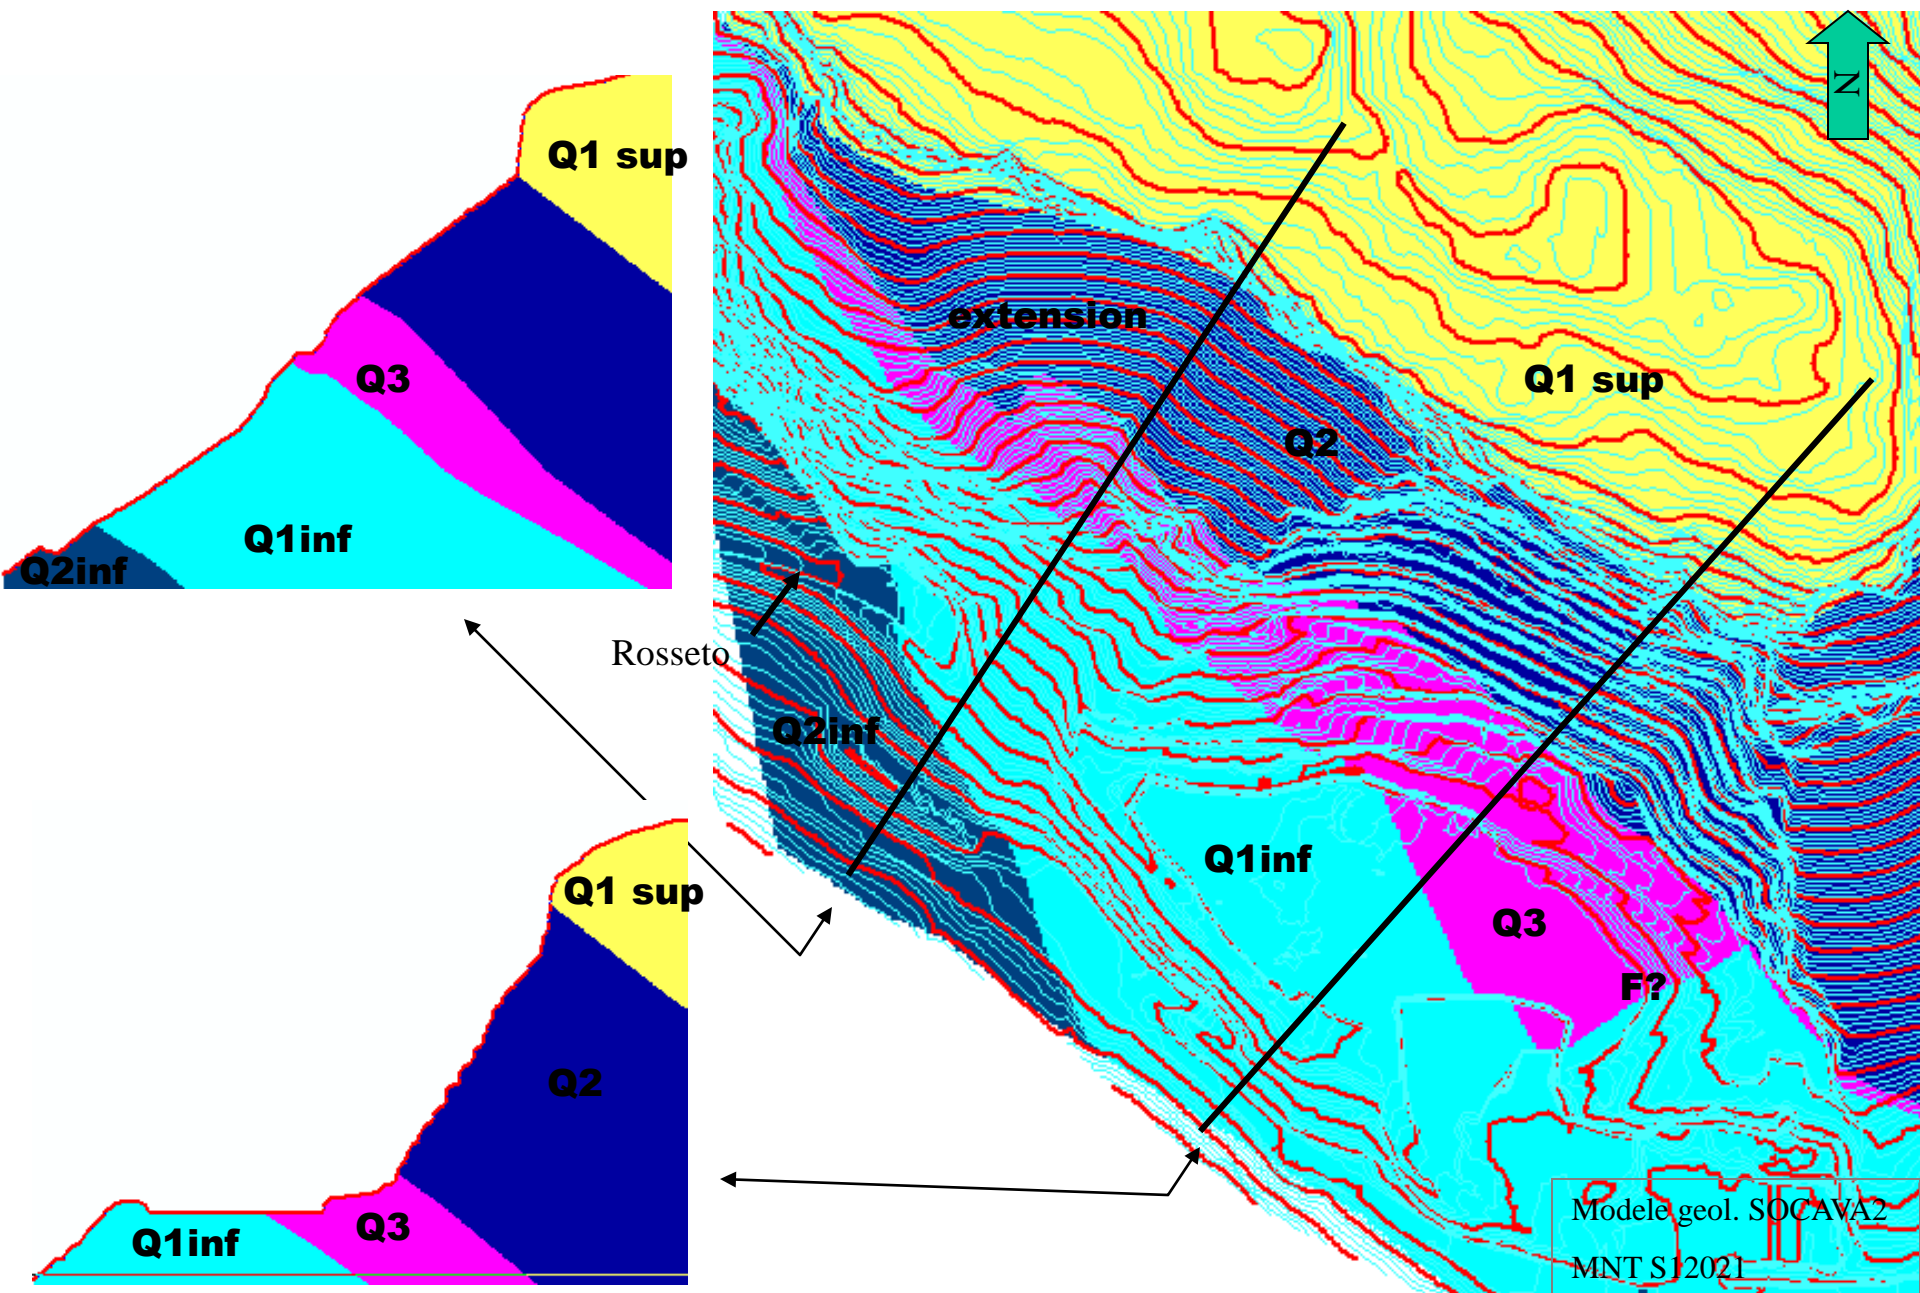 N
Q1 sup
Q3
Q1inf
Q2inf
extension
Q1 sup
Q2
Rosseto
Q2inf
Q1inf
Q3
F?
Q1 sup
Q2
Q3
Q1inf
Modele geol. SOCAVA2
MNT S12021